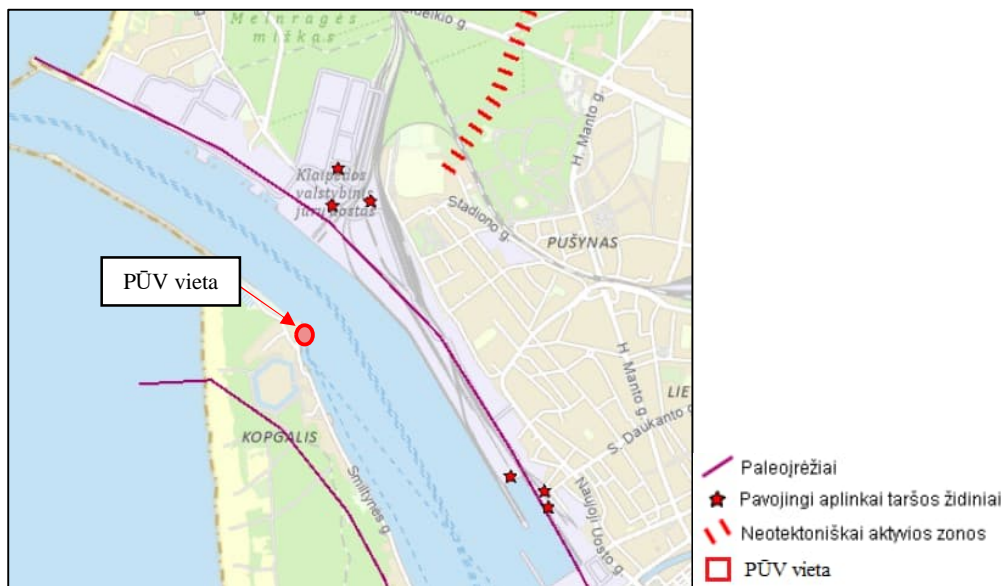 Melnragės
miškas
g.
Klaipėdos
valstybinis
jūrų uostas
Stadiono g.
H. Manto g.
PUŠYNAS
PŪV vieta
H. Manto g.
LIE
S. Daukanto g.
KOPGALIS
Smiltynės g.
Naujoji Uosto g.
Paleojrėžiai
Pavojingi aplinkai taršos židiniai
Neotektoniškai aktyvios zonos
PŪV vieta